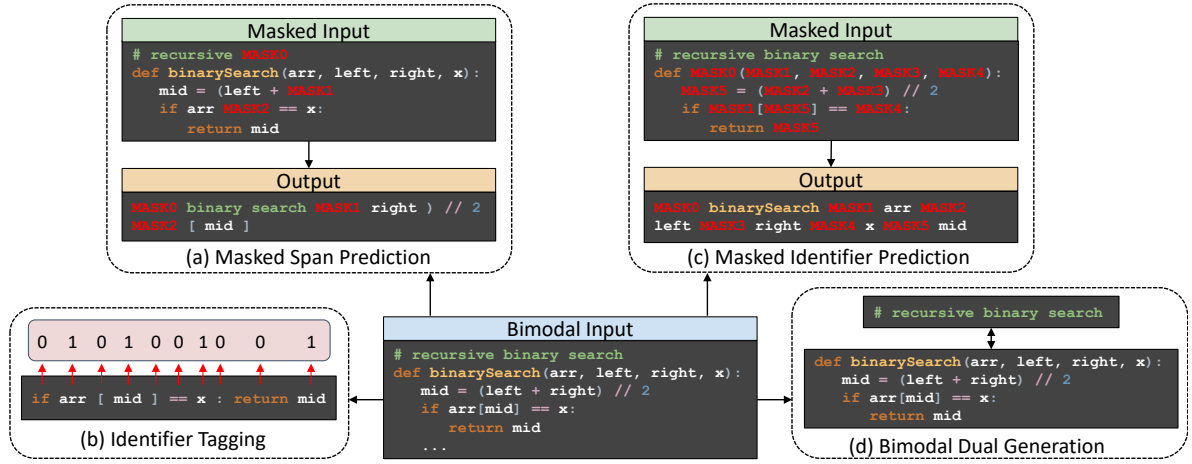 Masked Input
# recursive MASK0
def binarySearch(arr, left, right, x):
mid = (left + MASK1
if arr MASK2 == x:
return mid
Output
MASK0 binary search MASK1 right ) // 2
MASK2 [ mid ]
(a) Masked Span Prediction
Masked Input
# recursive binary search
def MASK0(MASK1, MASK2, MASK3, MASK4):
MASK5 = (MASK2 + MASK3) // 2
if MASK1[MASK5] == MASK4:
return MASK5
Output
MASK0 binarySearch MASK1 arr MASK2
left MASK3 right MASK4 x MASK5 mid
(c) Masked Identifier Prediction
0 1 0 1 0 0 1 0 0 1
if arr [ mid ] == x : return mid
(b) Identifier Tagging
Bimodal Input
# recursive binary search
def binarySearch(arr, left, right, x):
mid = (left + right) // 2
if arr[mid] == x:
return mid
...
# recursive binary search
def binarySearch(arr, left, right, x):
mid = (left + right) // 2
if arr[mid] == x:
return mid
(d) Bimodal Dual Generation